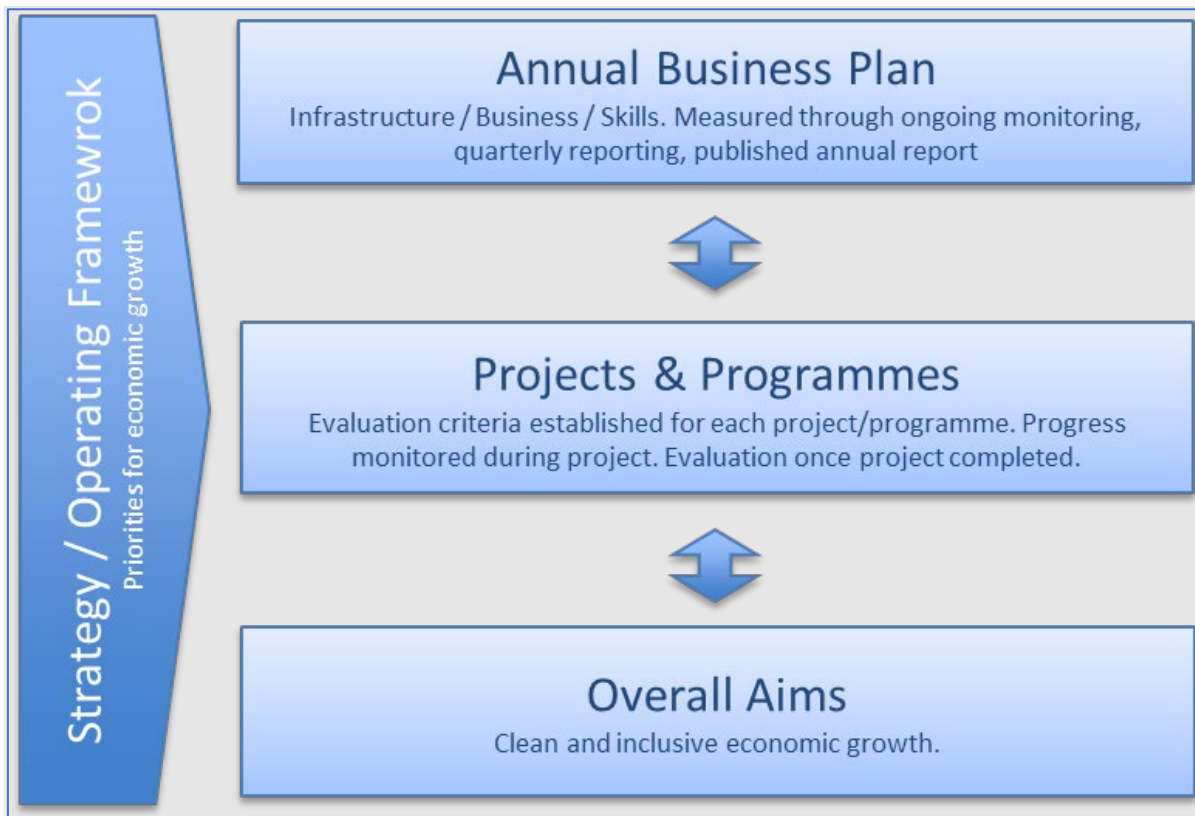 Strategy / Operating Framewrok
Priorities for economic growth
Annual Business Plan
Infrastructure / Business / Skills. Measured through ongoing monitoring,
quarterly reporting, published annual report
Projects & Programmes
Evaluation criteria established for each project/programme. Progress
monitored during project. Evaluation once project completed.
Overall Aims
Clean and inclusive economic growth.